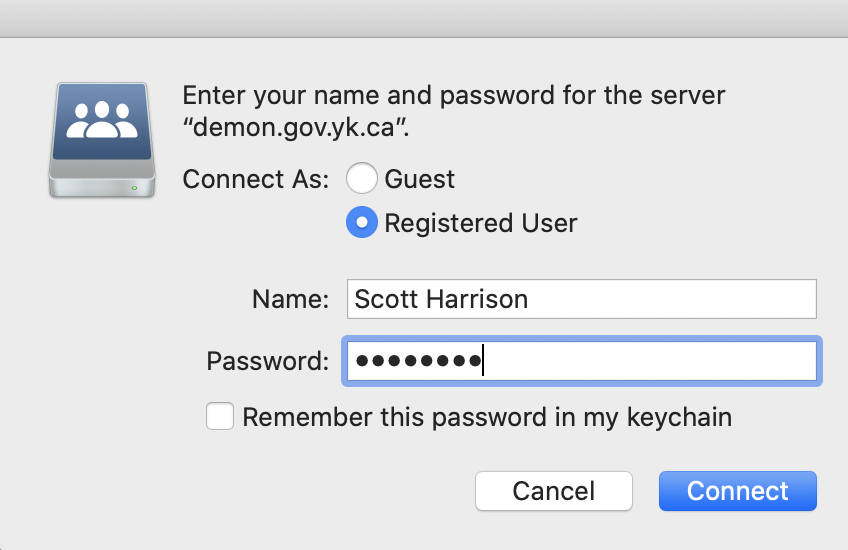 Enter your name and password for the server
“demon.gov.yk.ca”.
Connect As: Guest
Registered User
Name: Scott Harrison
Password: ••••••••
Remember this password in my keychain
Cancel Connect